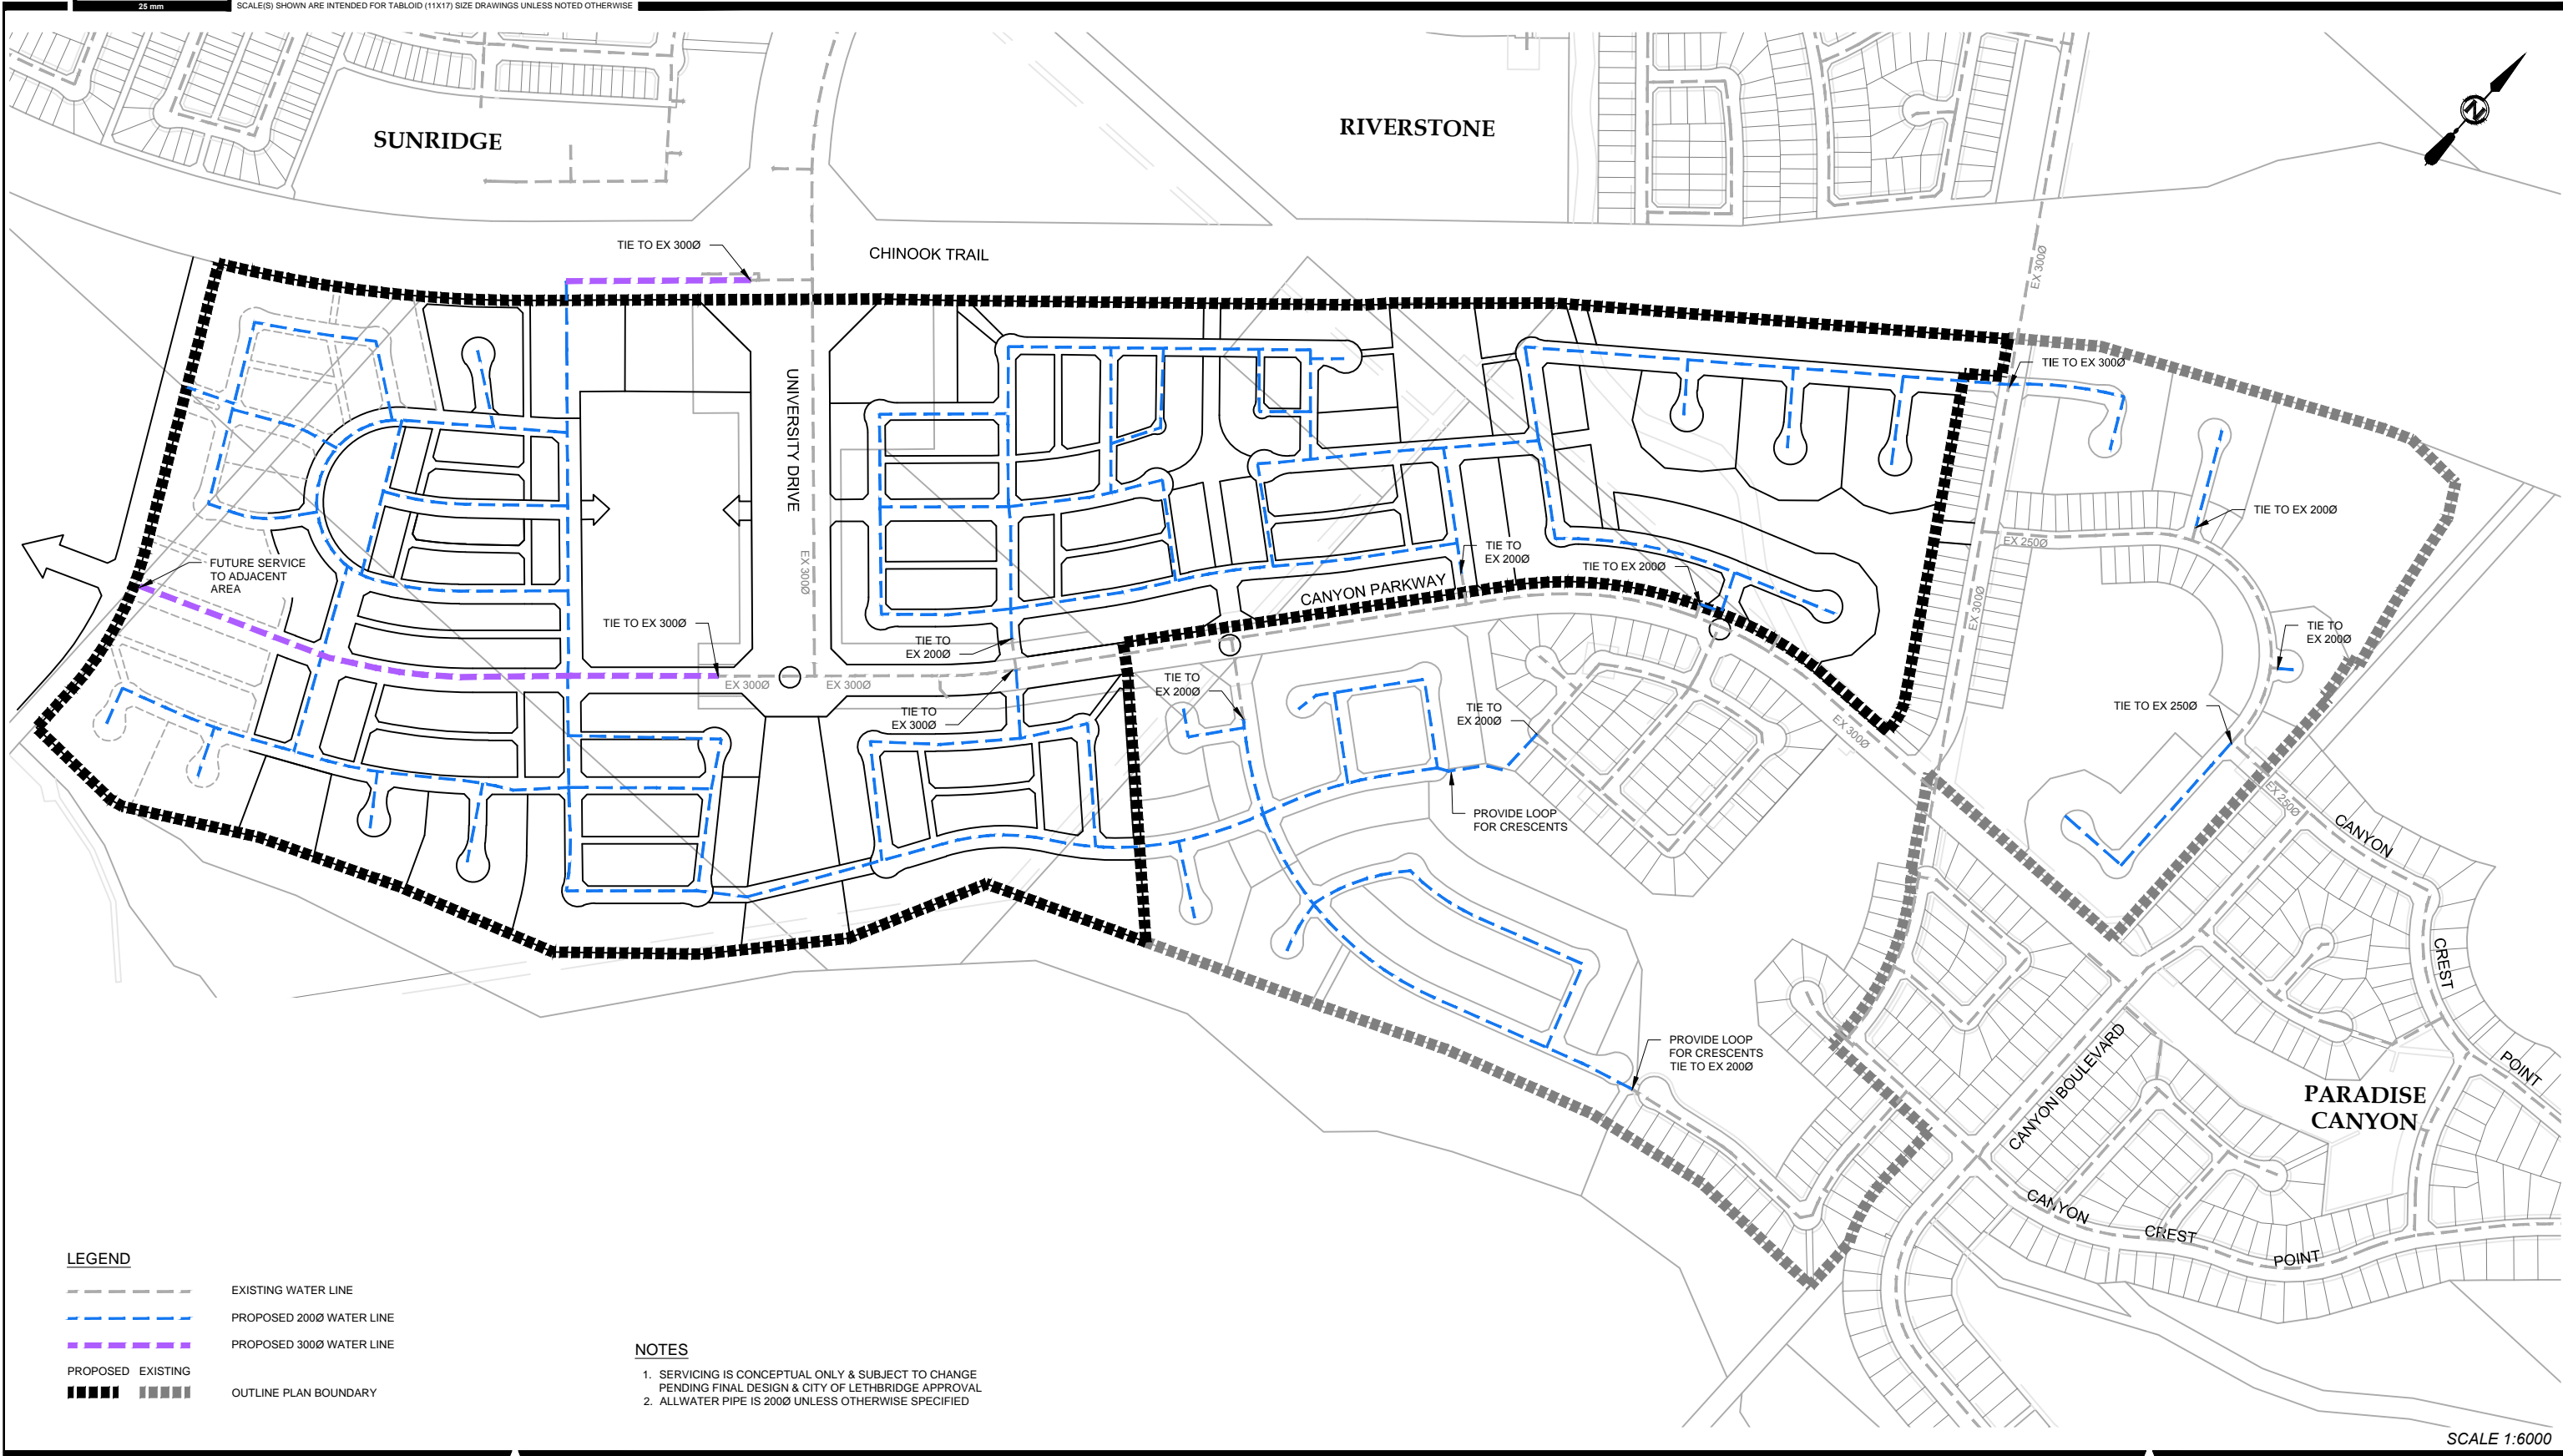 25 mm
SCALE(S) SHOWN ARE INTENDED FOR TABLOID (11X17) SIZE DRAWINGS UNLESS NOTED OTHERWISE
SUNRIDGE
RIVERSTONE
N
TIE TO EX 300Ø
CHINOOK TRAIL
EX 300Ø
TIE TO EX 300Ø
UNIVERSITY DRIVE
EX 300Ø
TIE TO EX 200Ø
EX 250Ø
FUTURE SERVICE
TO ADJACENT
AREA
TIE TO
EX 200Ø
TIE TO EX 200Ø
CANYON PARKWAY
EX 300Ø
TIE TO EX 300Ø
TIE TO
EX 200Ø
TIE TO
EX 200Ø
EX 300Ø
EX 300Ø
TIE TO
EX 200Ø
TIE TO
EX 300Ø
TIE TO
EX 200Ø
TIE TO EX 250Ø
EX 300Ø
EX 250Ø
PROVIDE LOOP
FOR CRESCENTS
CANYON
CREST
POINT
PROVIDE LOOP
FOR CRESCENTS
TIE TO EX 200Ø
CANYON BOULEVARD
PARADISE
CANYON
CANYON
CREST
POINT
LEGEND
EXISTING WATER LINE
PROPOSED 200Ø WATER LINE
PROPOSED 300Ø WATER LINE
PROPOSED EXISTING
OUTLINE PLAN BOUNDARY
NOTES
1. SERVICING IS CONCEPTUAL ONLY & SUBJECT TO CHANGE
PENDING FINAL DESIGN & CITY OF LETHBRIDGE APPROVAL
2. ALLWATER PIPE IS 200Ø UNLESS OTHERWISE SPECIFIED
SCALE 1:6000